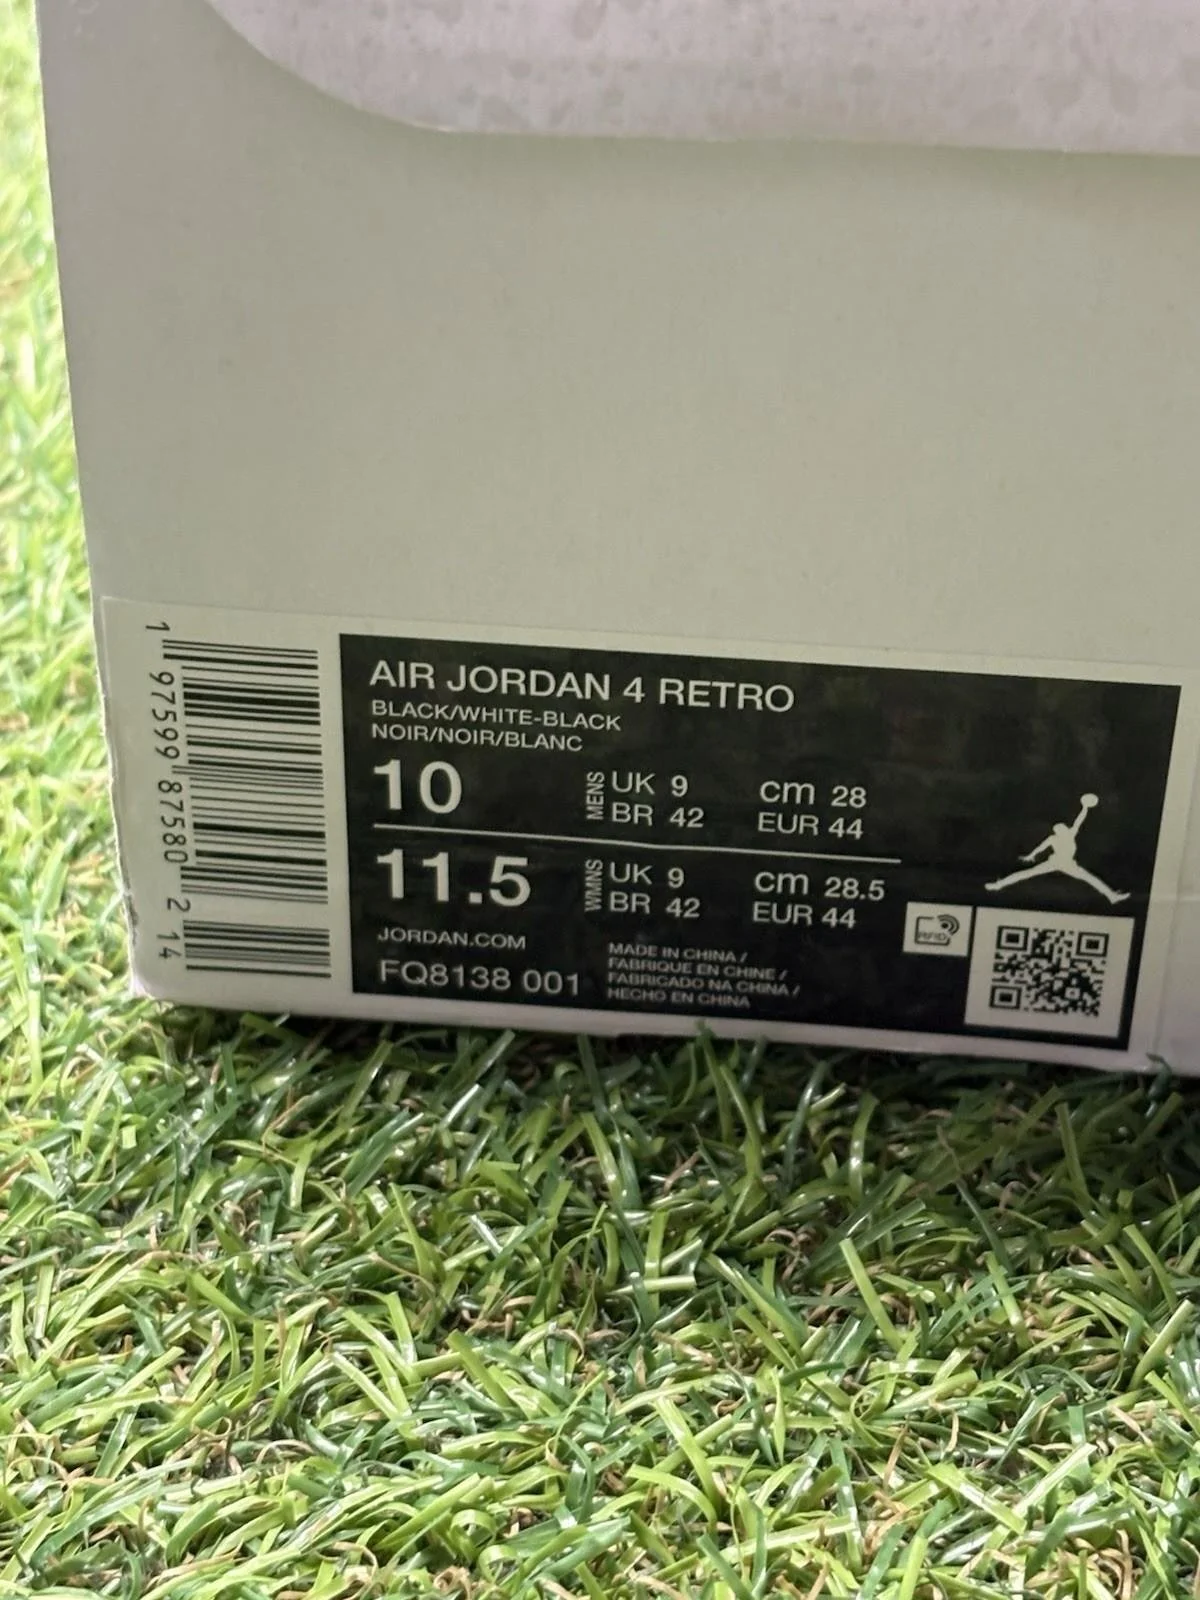 AIR JORDAN 4 RETRO
BLACK/WHITE-BLACK
NOIR/NOIR/BLANC
10 MENS UK 9 cm 28
BR 42 EUR 44
11.5 WMNS UK 9 cm 28.5
BR 42 EUR 44
JORDAN.COM
FQ8138 001
MADE IN CHINA /
FABRIQUE EN CHINE /
FABRICADO NA CHINA /
HECHO EN CHINA
RFID
1 97599 87580 2 14